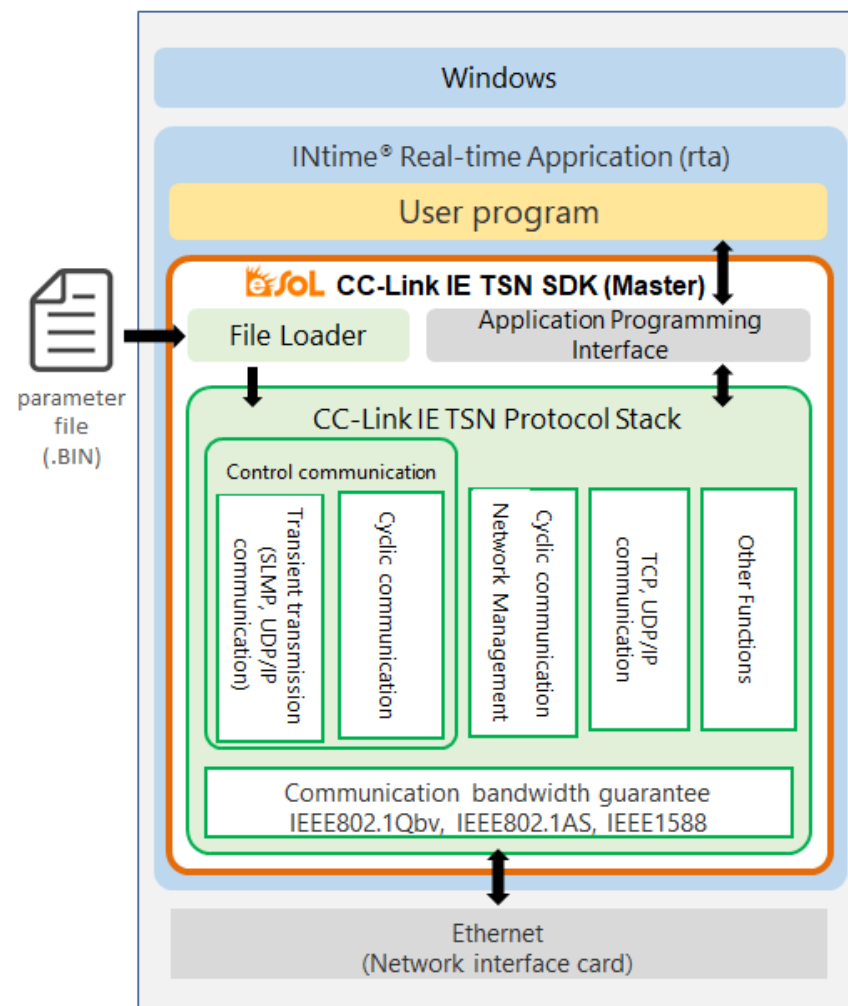 Windows
INtime® Real-time Apprication (rta)
User program
eSOL CC-Link IE TSN SDK (Master)
File Loader
Application Programming
Interface
parameter
file
(.BIN)
CC-Link IE TSN Protocol Stack
Control communication
Transient transmission
(SLMP, UDP/IP
communication)
Cyclic communication
Cyclic communication
Network Management
TCP, UDP/IP
communication
Other Functions
Communication bandwidth guarantee
IEEE802.1Qbv, IEEE802.1AS, IEEE1588
Ethernet
(Network interface card)